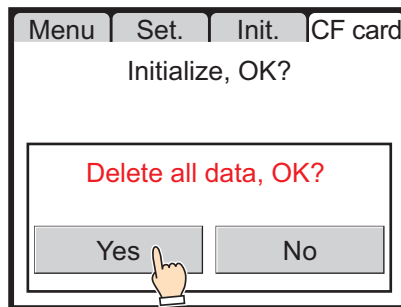 Menu Set. Init. CF card
Initialize, OK?
Delete all data, OK?
Yes No